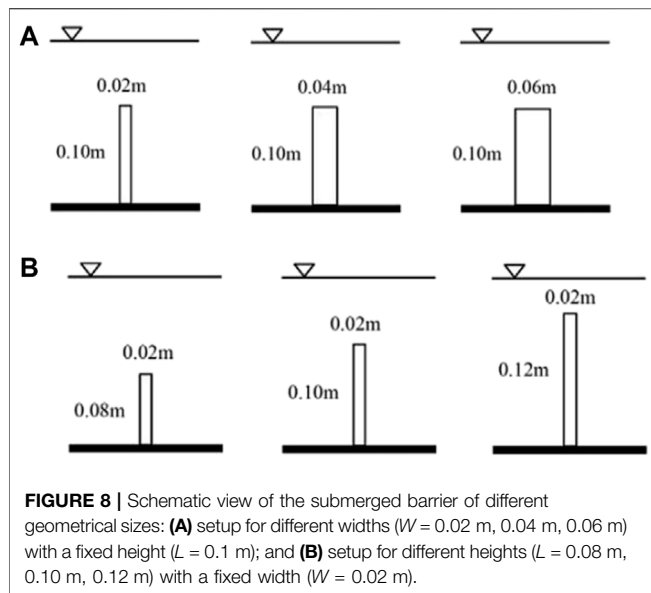 A
0.02m 0.04m 0.06m
0.10m 0.10m 0.10m
B
0.02m 0.02m 0.02m
0.08m 0.10m 0.12m
FIGURE 8 | Schematic view of the submerged barrier of different
geometrical sizes: (A) setup for different widths (W = 0.02 m, 0.04 m, 0.06 m)
with a fixed height (L = 0.1 m); and (B) setup for different heights (L = 0.08 m,
0.10 m, 0.12 m) with a fixed width (W = 0.02 m).